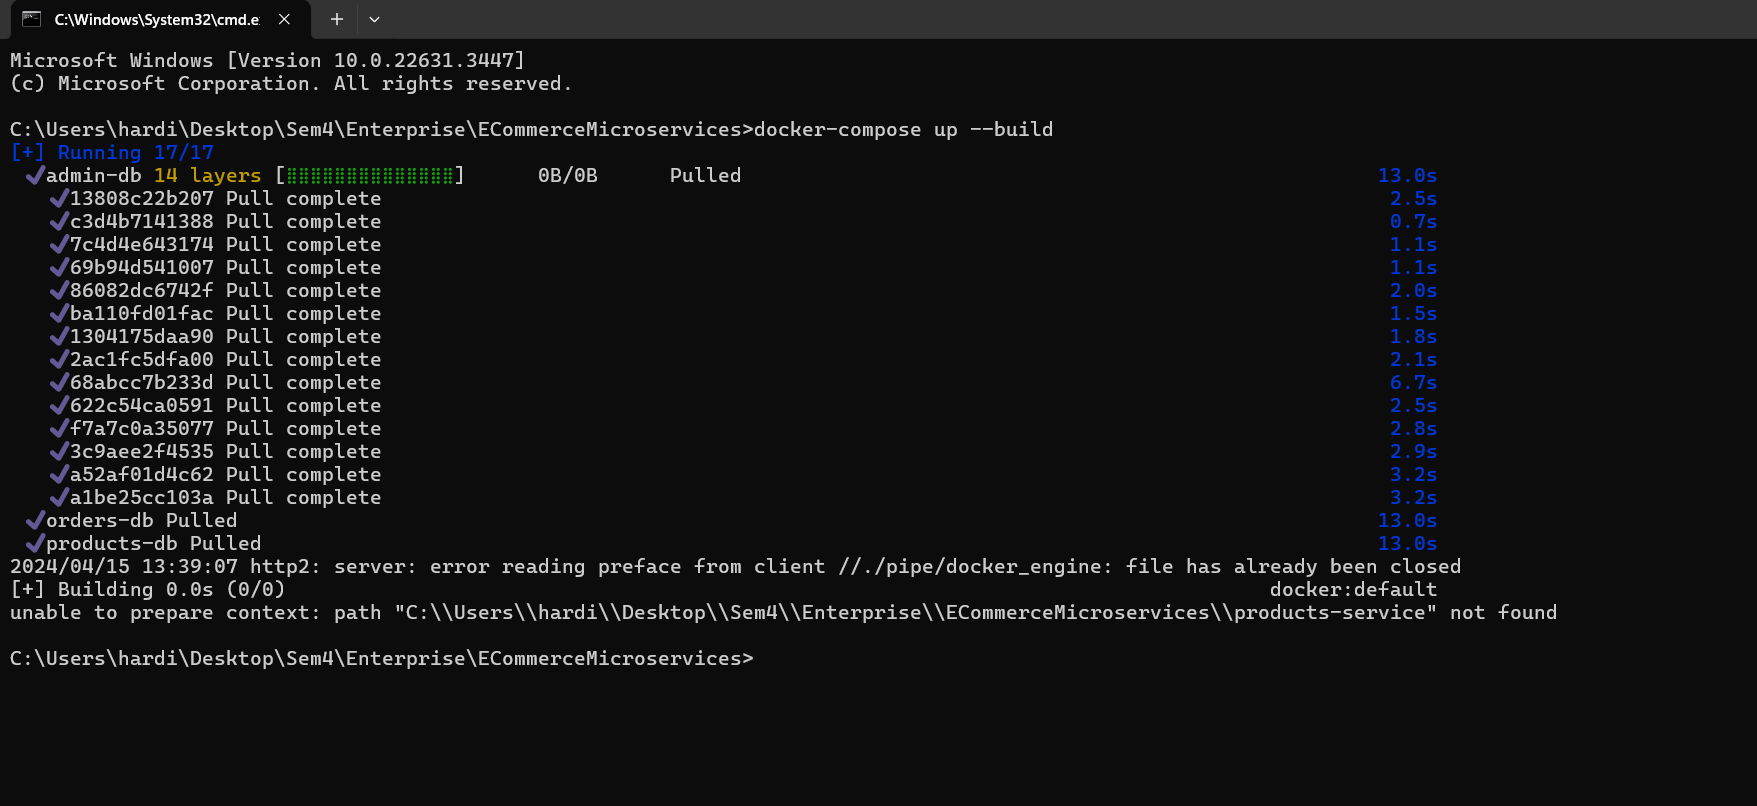 C:\Windows\System32\cmd.e
Microsoft Windows [Version 10.0.22631.3447]
(c) Microsoft Corporation. All rights reserved.
C:\Users\hardi\Desktop\Sem4\Enterprise\ECommerceMicroservices>docker-compose up --build
[+] Running 17/17
✔admin-db 14 layers [⣿⣿⣿⣿⣿⣿⣿⣿⣿⣿⣿⣿⣿⣿] 0B/0B Pulled 13.0s
✔13808c22b207 Pull complete 2.5s
✔c3d4b7141388 Pull complete 0.7s
✔7c4d4e643174 Pull complete 1.1s
✔69b94d541007 Pull complete 1.1s
✔86082dc6742f Pull complete 2.0s
✔ba110fd01fac Pull complete 1.5s
✔1304175daa90 Pull complete 1.8s
✔2ac1fc5dfa00 Pull complete 2.1s
✔68abcc7b233d Pull complete 6.7s
✔622c54ca0591 Pull complete 2.5s
✔f7a7c0a35077 Pull complete 2.8s
✔3c9aee2f4535 Pull complete 2.9s
✔a52af01d4c62 Pull complete 3.2s
✔a1be25cc103a Pull complete 3.2s
✔orders-db Pulled 13.0s
✔products-db Pulled 13.0s
2024/04/15 13:39:07 http2: server: error reading preface from client //./pipe/docker_engine: file has already been closed
[+] Building 0.0s (0/0) docker:default
unable to prepare context: path "C:\\Users\\hardi\\Desktop\\Sem4\\Enterprise\\ECommerceMicroservices\\products-service" not found
C:\Users\hardi\Desktop\Sem4\Enterprise\ECommerceMicroservices>